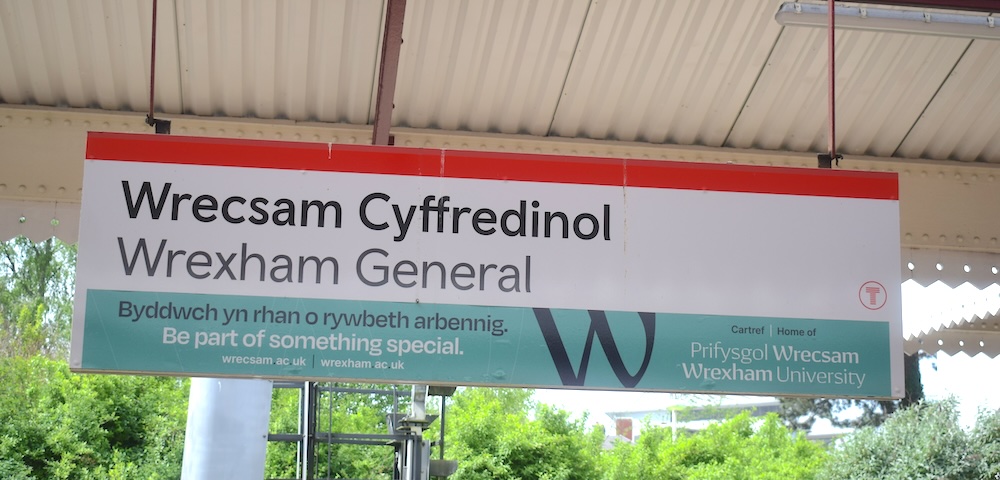 Wrecsam Cyffredinol
Wrexham General
T
Byddwch yn rhan o rywbeth arbennig.
Be part of something special.
wrecsam.ac.uk | wrexham.ac.uk
W
Cartref | Home of
Prifysgol Wrecsam
Wrexham University